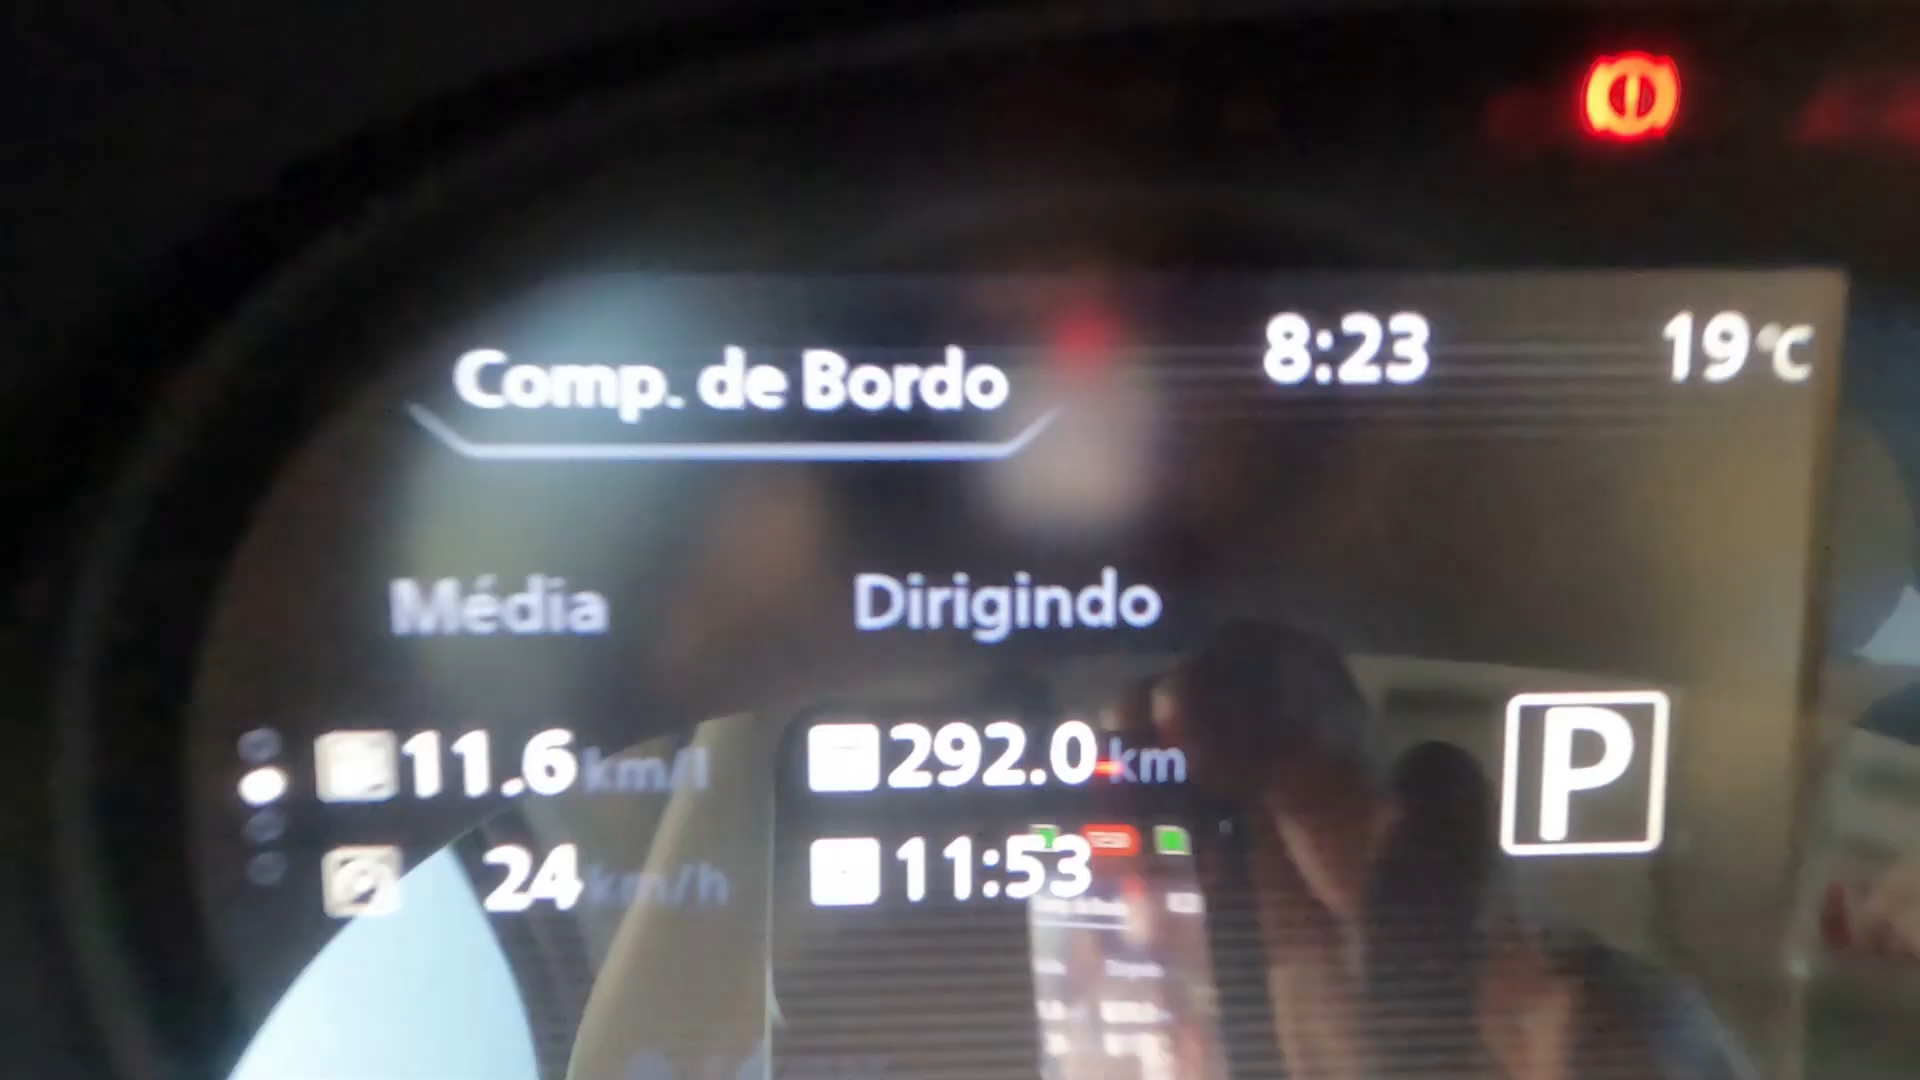 Comp. de Bordo 8:23 19°C
Média Dirigindo
11.6 km/l 292.0 km
24 km/h 11:53
P